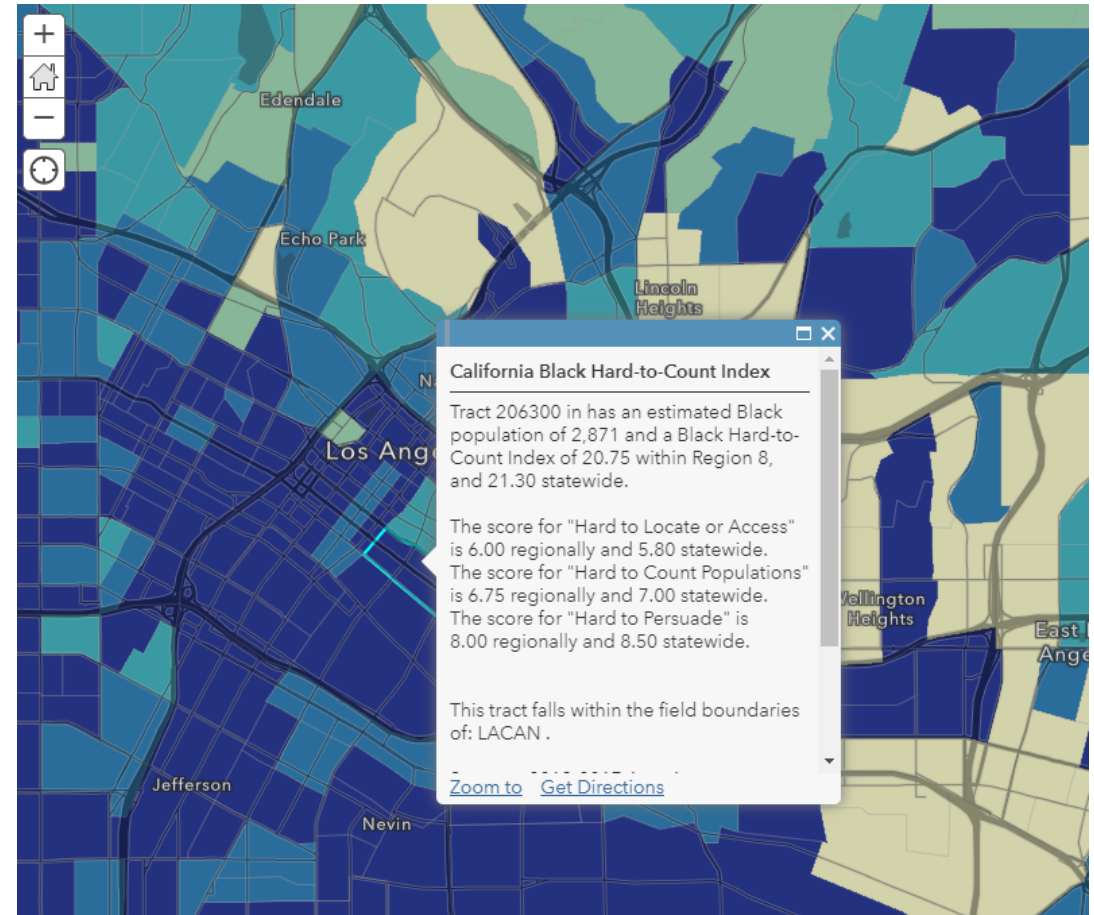 +
−
Edendale
Echo Park
Lincoln
Heights
Na
Los Ang
California Black Hard-to-Count Index
Tract 206300 in has an estimated Black
population of 2,871 and a Black Hard-to-
Count Index of 20.75 within Region 8,
and 21.30 statewide.
The score for "Hard to Locate or Access"
is 6.00 regionally and 5.80 statewide.
The score for "Hard to Count Populations"
is 6.75 regionally and 7.00 statewide.
The score for "Hard to Persuade" is
8.00 regionally and 8.50 statewide.
This tract falls within the field boundaries
of: LACAN .
Zoom to Get Directions
Wellington
Heights
East
Ange
Jefferson
Nevin